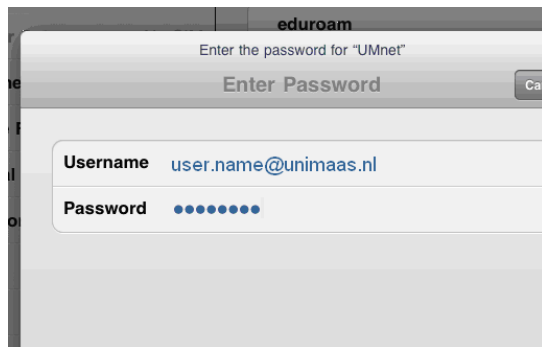 eduroam
Enter the password for “UMnet”
Enter Password
Username user.name@unimaas.nl
Password ••••••••